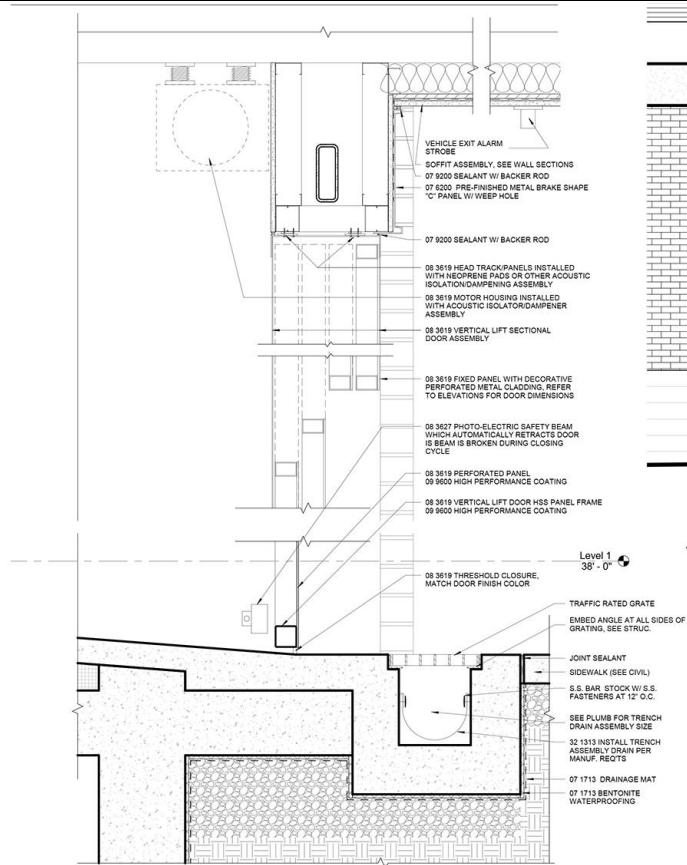 VEHICLE EXIT ALARM
STROBE
SOFFIT ASSEMBLY, SEE WALL SECTIONS
07 9200 SEALANT W/ BACKER ROD
07 6200 PRE-FINISHED METAL BRAKE SHAPE
"C" PANEL W/ WEEP HOLE
07 9200 SEALANT W/ BACKER ROD
08 3619 HEAD TRACK/PANELS INSTALLED
WITH NEOPRENE PADS OR OTHER ACOUSTIC
ISOLATION/DAMPENING ASSEMBLY
08 3619 MOTOR HOUSING INSTALLED
WITH ACOUSTIC ISOLATOR/DAMPENER
ASSEMBLY
08 3619 VERTICAL LIFT SECTIONAL
DOOR ASSEMBLY
08 3619 FIXED PANEL WITH DECORATIVE
PERFORATED METAL CLADDING, REFER
TO ELEVATIONS FOR DOOR DIMENSIONS
08 3627 PHOTO-ELECTRIC SAFETY BEAM
WHICH AUTOMATICALLY RETRACTS DOOR
IS BEAM IS BROKEN DURING CLOSING
CYCLE
08 3619 PERFORATED PANEL
09 9600 HIGH PERFORMANCE COATING
08 3619 VERTICAL LIFT DOOR HSS PANEL FRAME
09 9600 HIGH PERFORMANCE COATING
Level 1
38' - 0"
08 3619 THRESHOLD CLOSURE,
MATCH DOOR FINISH COLOR
TRAFFIC RATED GRATE
EMBED ANGLE AT ALL SIDES OF
GRATING, SEE STRUC.
JOINT SEALANT
SIDEWALK (SEE CIVIL)
S.S. BAR STOCK W/ S.S.
FASTENERS AT 12" O.C.
SEE PLUMB FOR TRENCH
DRAIN ASSEMBLY SIZE
32 1313 INSTALL TRENCH
ASSEMBLY DRAIN PER
MANUF. REQ'TS
07 1713 DRAINAGE MAT
07 1713 BENTONITE
WATERPROOFING